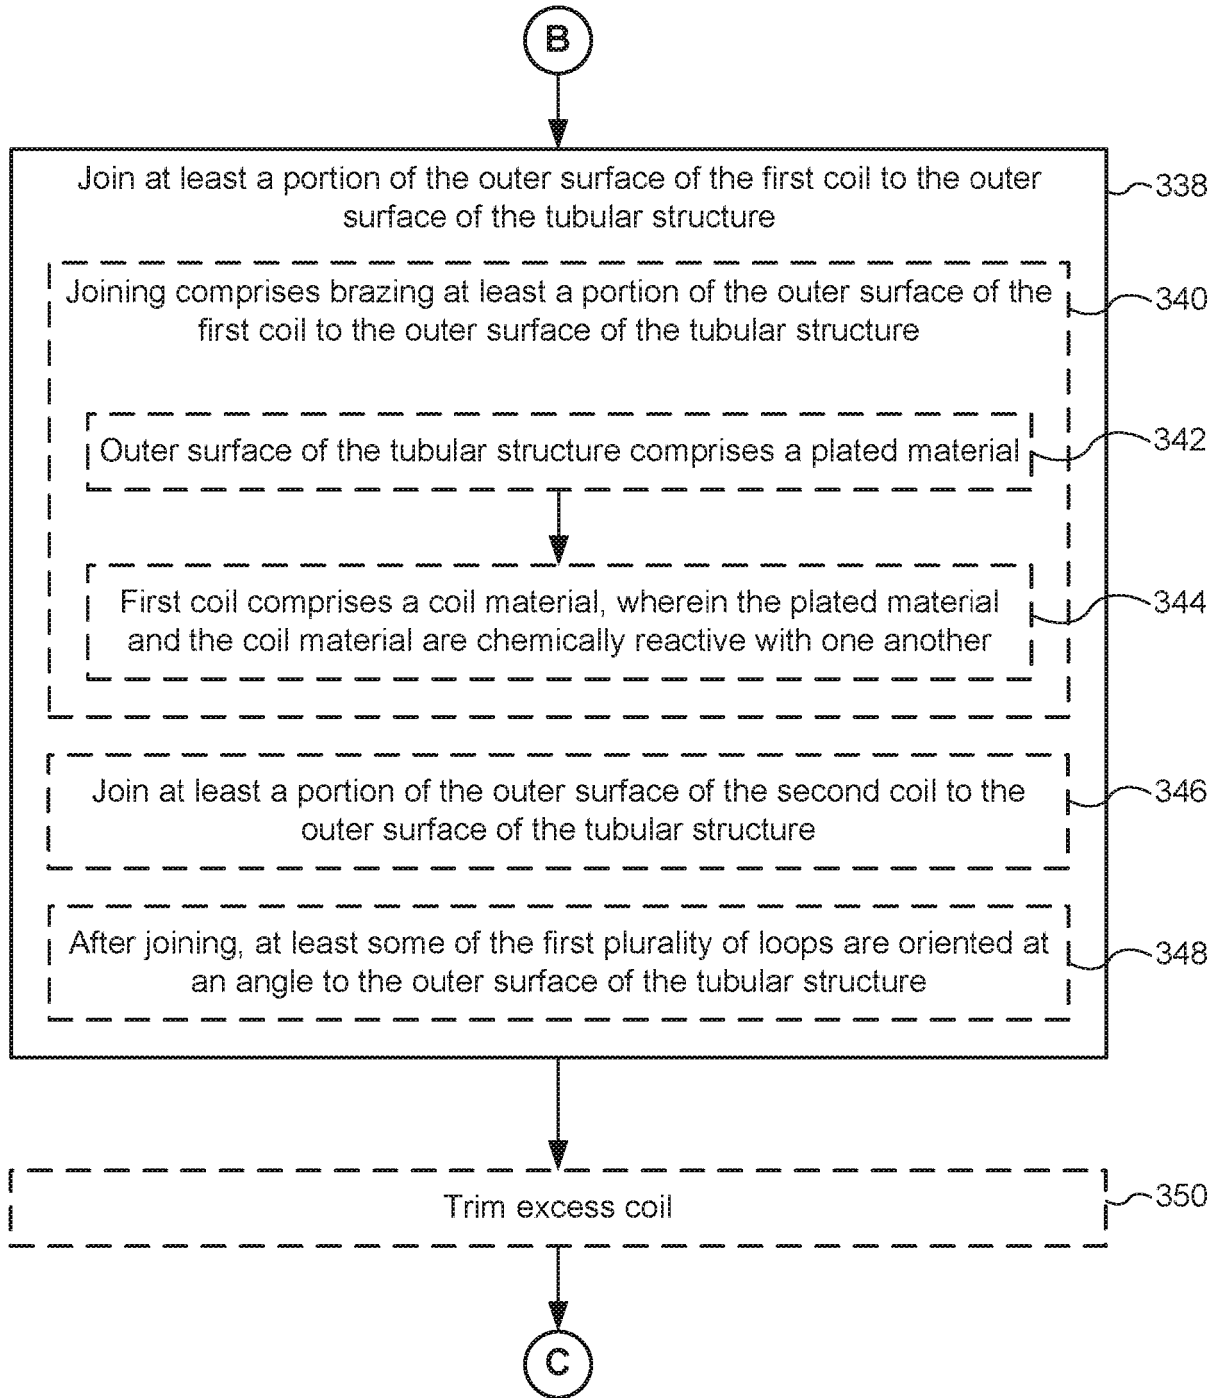 B
Join at least a portion of the outer surface of the first coil to the outer
surface of the tubular structure
338
Joining comprises brazing at least a portion of the outer surface of the
first coil to the outer surface of the tubular structure
340
Outer surface of the tubular structure comprises a plated material
342
First coil comprises a coil material, wherein the plated material
and the coil material are chemically reactive with one another
344
Join at least a portion of the outer surface of the second coil to the
outer surface of the tubular structure
346
After joining, at least some of the first plurality of loops are oriented at
an angle to the outer surface of the tubular structure
348
Trim excess coil
350
C